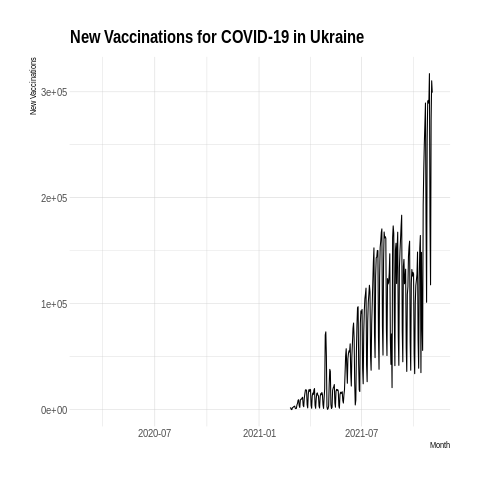 New Vaccinations for COVID-19 in Ukraine
New Vaccinations
3e+05
2e+05
1e+05
0e+00
2020-07
2021-01
2021-07
Month